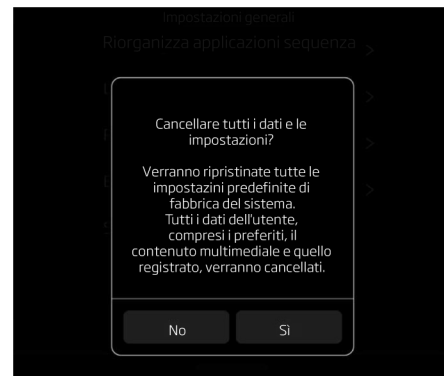 Impostazioni generali
Riorganizza applicazioni sequenza
Cancellare tutti i dati e le
impostazioni?
Verranno ripristinate tutte le
impostazini predefinite di
fabbrica del sistema.
Tutti i dati dell'utente,
compresi i preferiti, il
contenuto multimediale e quello
registrato, verranno cancellati.
No
Sì